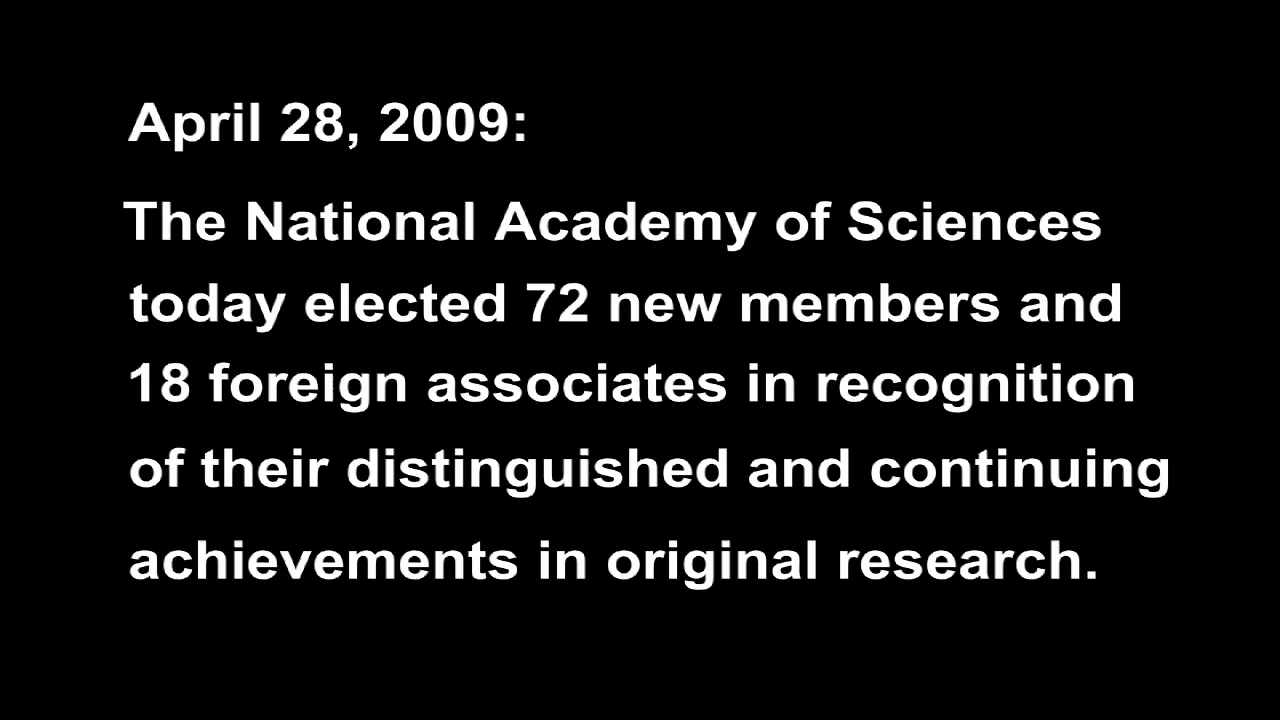 April 28, 2009:
The National Academy of Sciences
today elected 72 new members and
18 foreign associates in recognition
of their distinguished and continuing
achievements in original research.